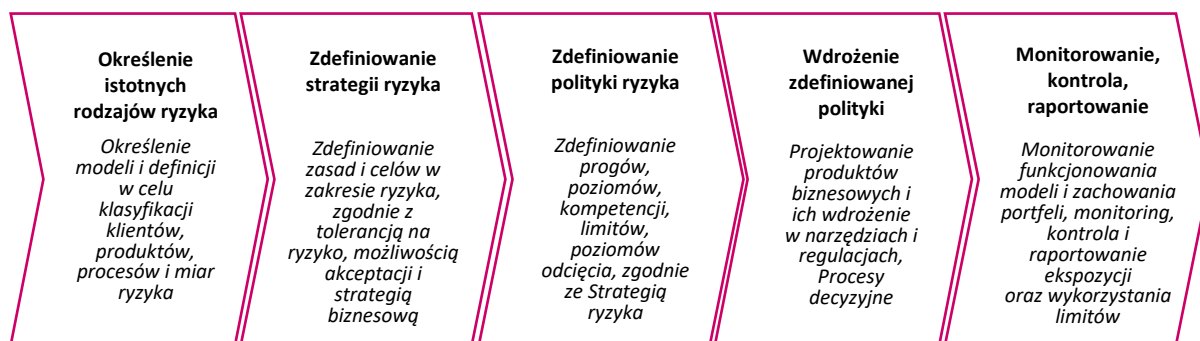 Określenie
istotnych
rodzajów ryzyka
Określenie
modeli i definicji
w celu
klasyfikacji
klientów,
produktów,
procesów i miar
ryzyka
Zdefiniowanie
strategii ryzyka
Zdefiniowanie
zasad i celów w
zakresie ryzyka,
zgodnie z
tolerancją na
ryzyko, możliwością
akceptacji i
strategią
biznesową
Zdefiniowanie
polityki ryzyka
Zdefiniowanie
progów,
poziomów,
kompetencji,
limitów,
poziomów
odcięcia, zgodnie
ze Strategią
ryzyka
Wdrożenie
zdefiniowanej
polityki
Projektowanie
produktów
biznesowych i
ich wdrożenie
w narzędziach i
regulacjach,
Procesy
decyzyjne
Monitorowanie,
kontrola,
raportowanie
Monitorowanie
funkcjonowania
modeli i zachowania
portfeli, monitoring,
kontrola i
raportowanie
ekspozycji
oraz wykorzystania
limitów